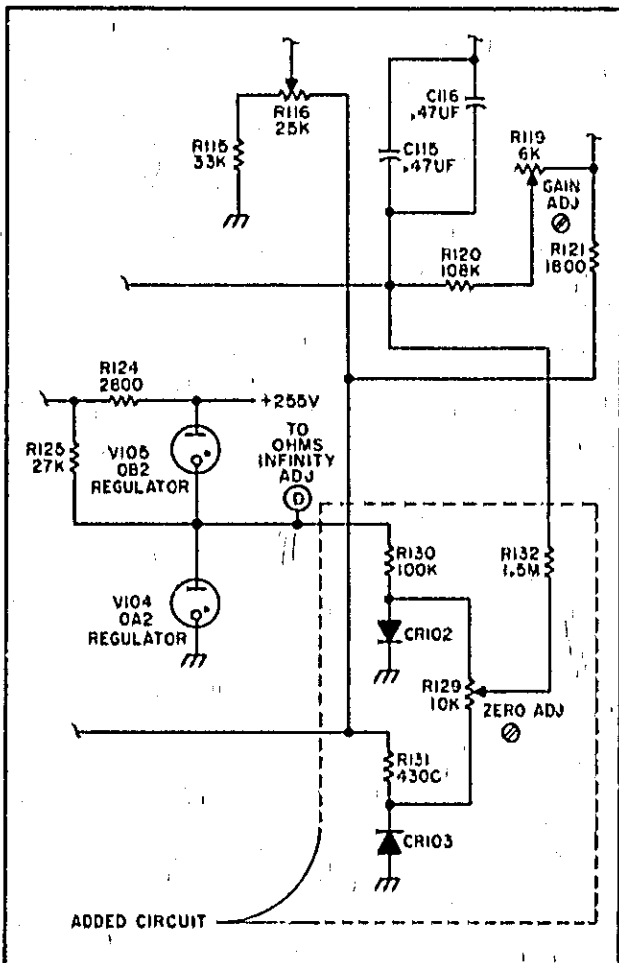 R116
25K
R115
33K
C116
.47UF
C115
.47UF
R119
6K
GAIN
ADJ
R120
108K
R121
1800
R124
2800
+255V
R125
27K
V105
OB2
REGULATOR
TO
OHMS
INFINITY
ADJ
D
R130
100K
R132
1.5M
V104
OA2
REGULATOR
CR102
R129
10K
ZERO ADJ
R131
430C
CR103
ADDED CIRCUIT